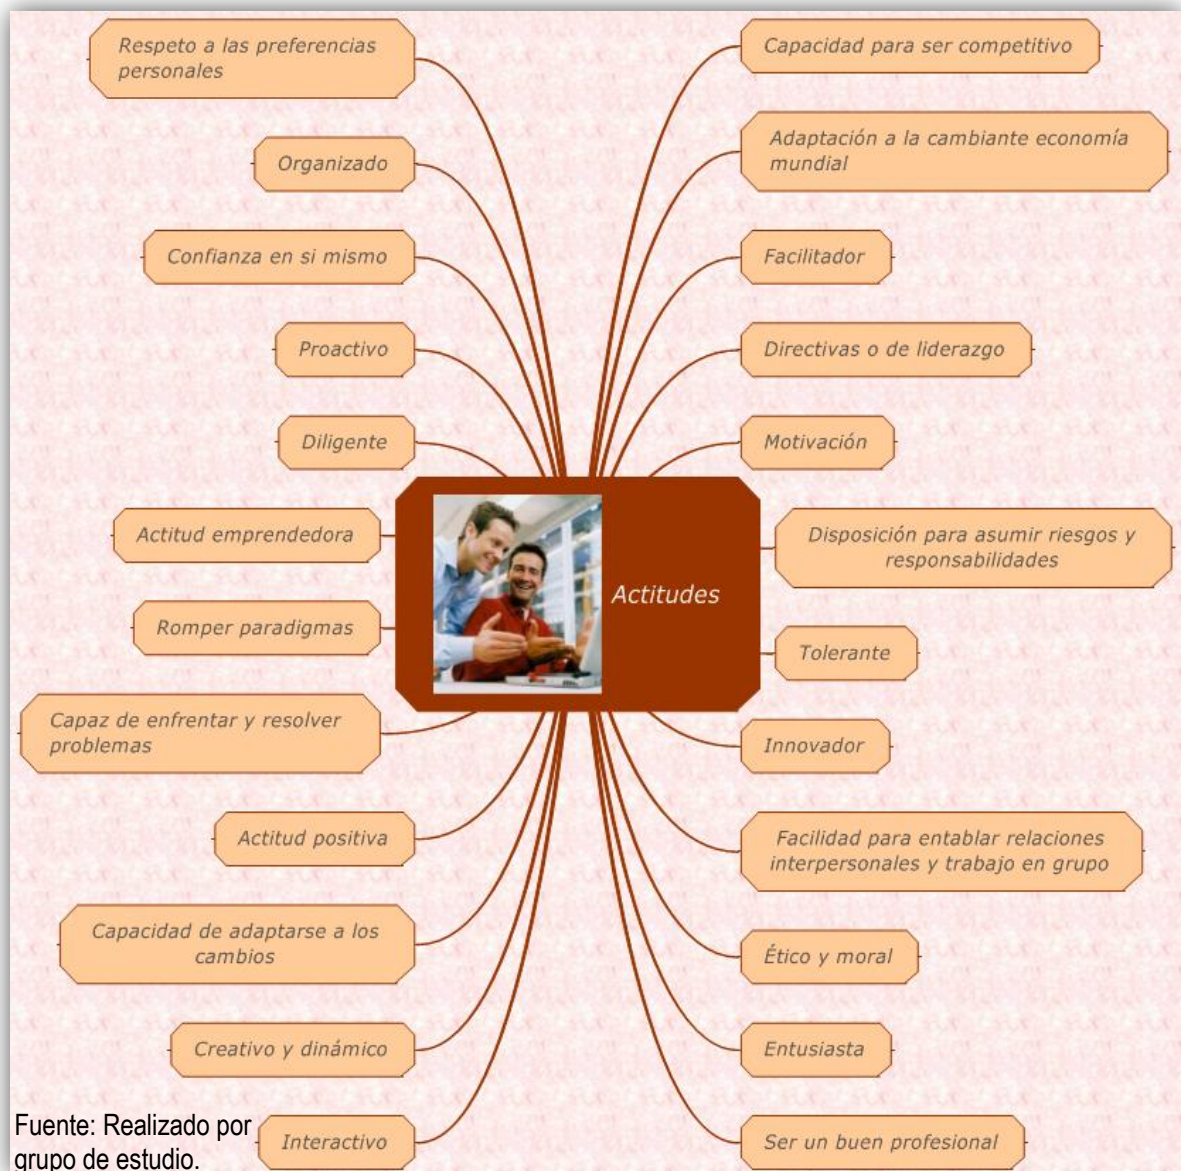 Respeto a las preferencias
personales
Organizado
Confianza en si mismo
Proactivo
Diligente
Actitud emprendedora
Romper paradigmas
Capaz de enfrentar y resolver
problemas
Actitud positiva
Capacidad de adaptarse a los
cambios
Creativo y dinámico
Interactivo
Actitudes
Capacidad para ser competitivo
Adaptación a la cambiante economía
mundial
Facilitador
Directivas o de liderazgo
Motivación
Disposición para asumir riesgos y
responsabilidades
Tolerante
Innovador
Facilidad para entablar relaciones
interpersonales y trabajo en grupo
Ético y moral
Entusiasta
Ser un buen profesional
Fuente: Realizado por
grupo de estudio.